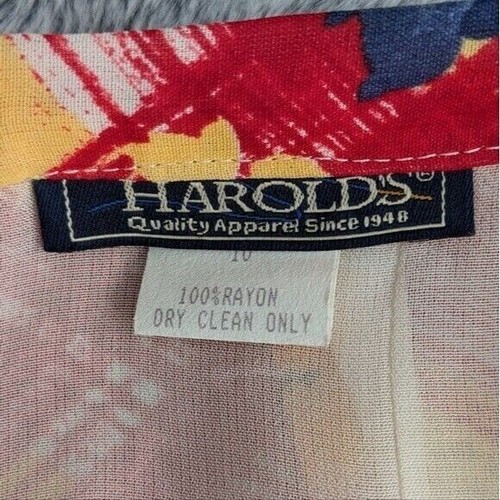 HAROLD'S®
Quality Apparel Since 1948
10
100%RAYON
DRY CLEAN ONLY